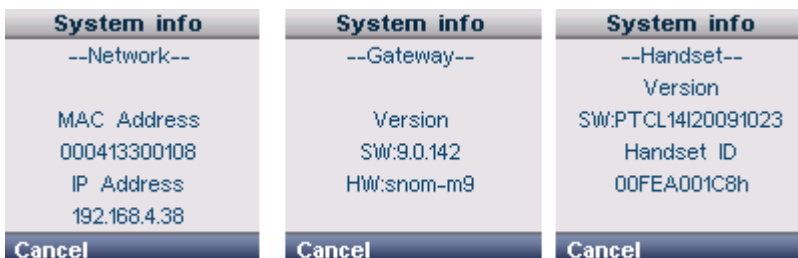 System info
--Network--
MAC Address
000413300108
IP Address
192.168.4.38
Cancel
System info
--Gateway--
Version
SW:9.0.142
HW:snom-m9
Cancel
System info
--Handset--
Version
SW:PTCL14I20091023
Handset ID
00FEA001C8h
Cancel